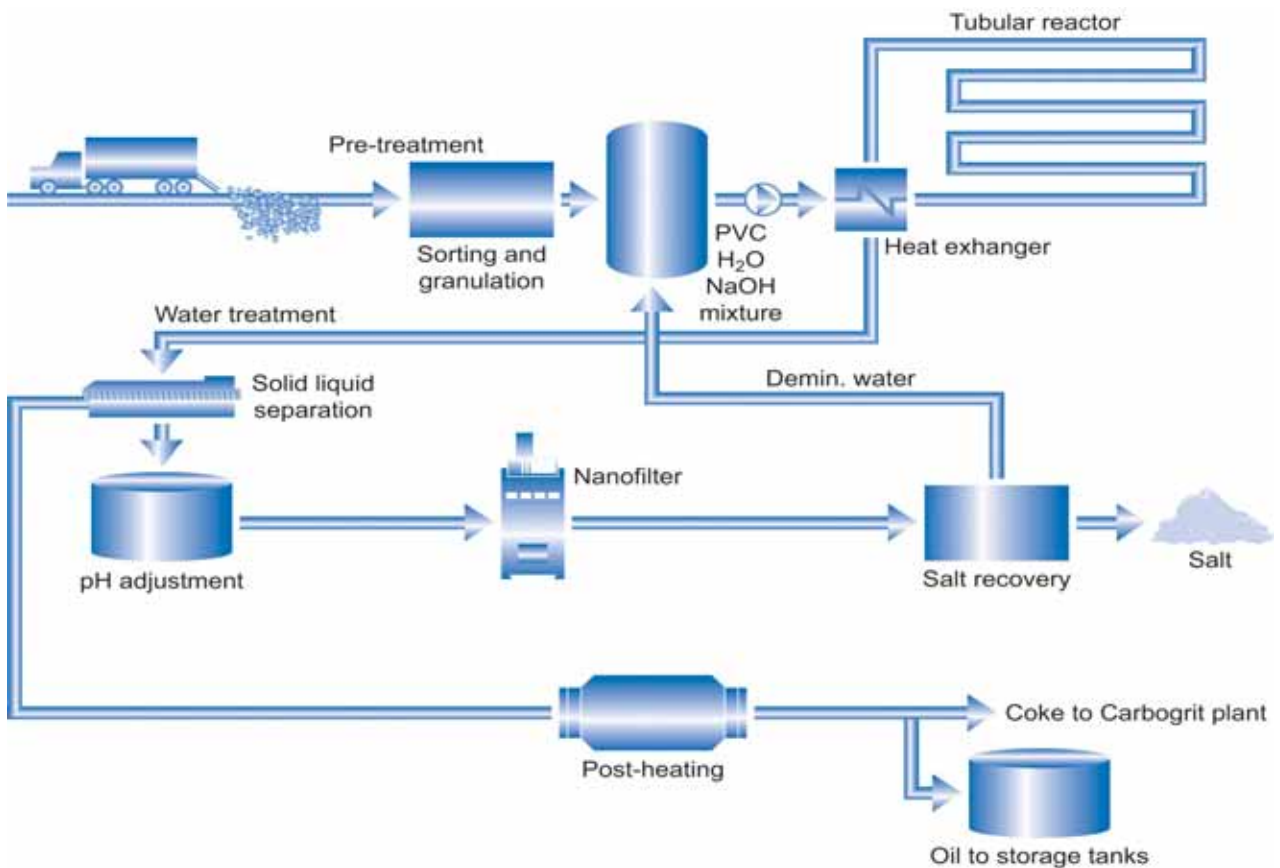 Tubular reactor
Pre-treatment
Sorting and
granulation
PVC
H₂O
NaOH
mixture
Heat exhanger
Water treatment
Solid liquid
separation
Demin. water
Nanofilter
pH adjustment
Salt recovery
Salt
Coke to Carbogrit plant
Post-heating
Oil to storage tanks